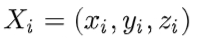 X_i = (x_i, y_i, z_i)